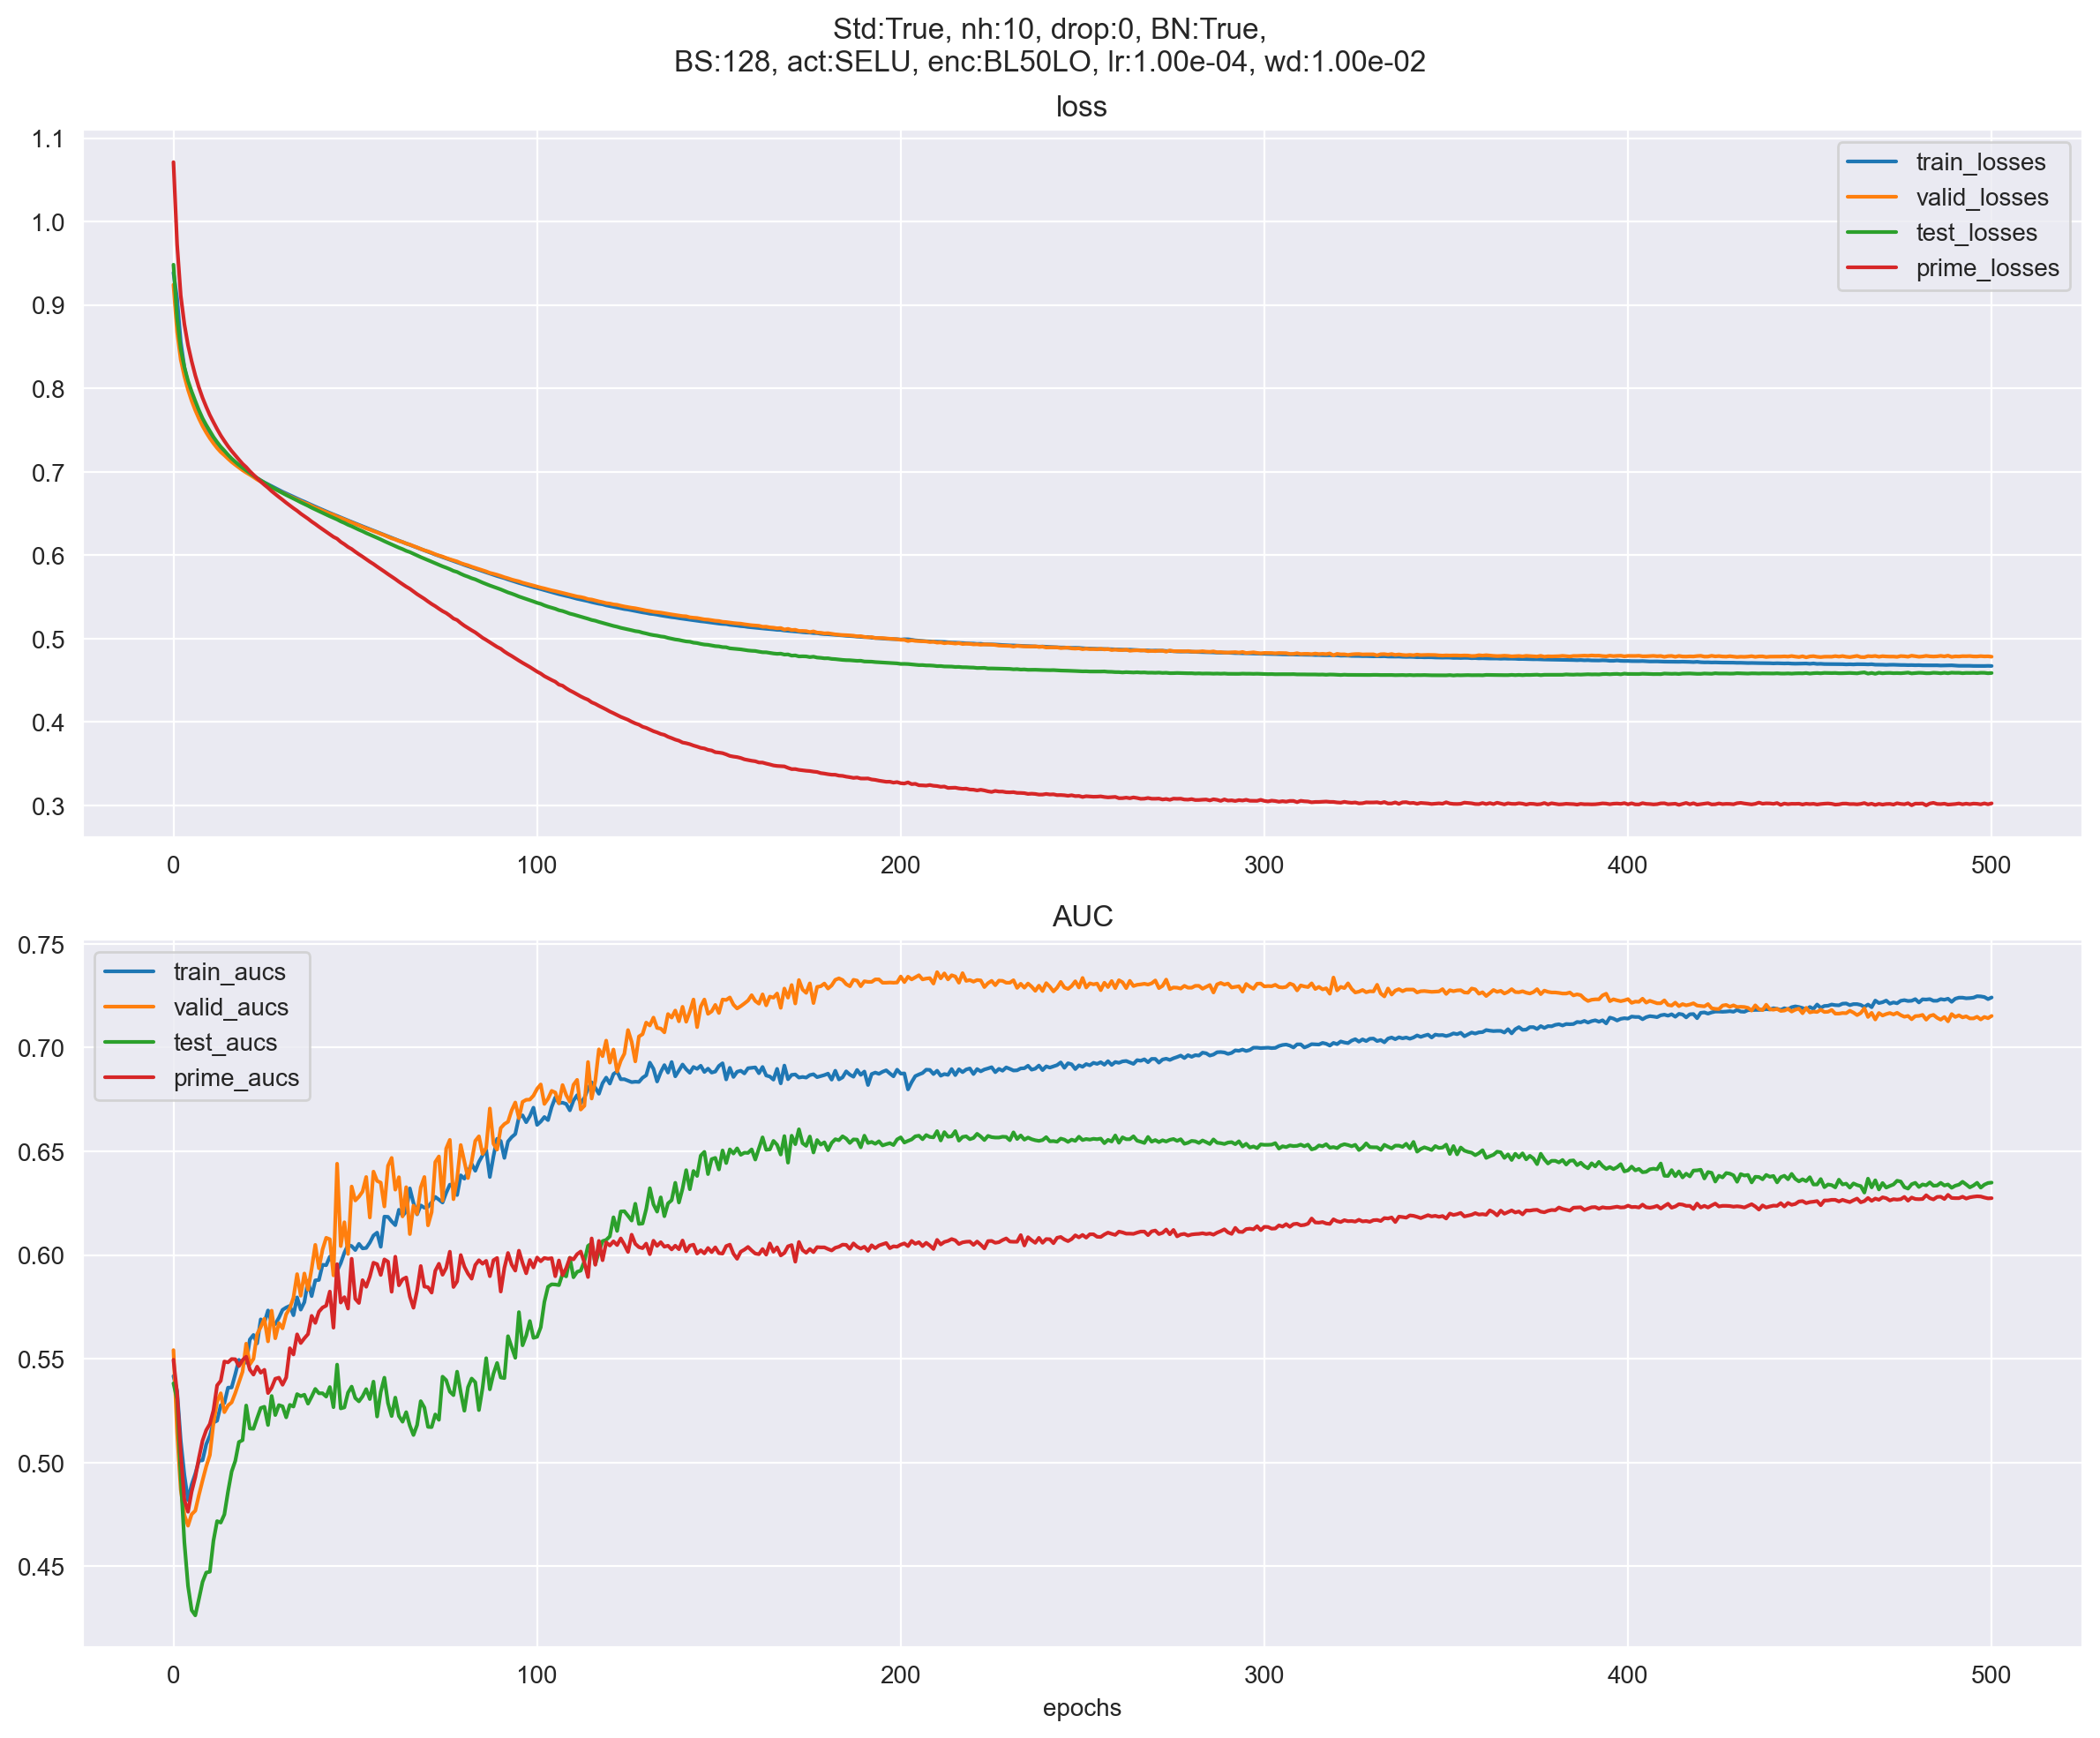 Std:True, nh:10, drop:0, BN:True,
BS:128, act:SELU, enc:BL50LO, lr:1.00e-04, wd:1.00e-02
loss
1.1
1.0
0.9
0.8
0.7
0.6
0.5
0.4
0.3
train_losses
valid_losses
test_losses
prime_losses
0 100 200 300 400 500
AUC
0.75
0.70
0.65
0.60
0.55
0.50
0.45
train_aucs
valid_aucs
test_aucs
prime_aucs
0 100 200 300 400 500
epochs